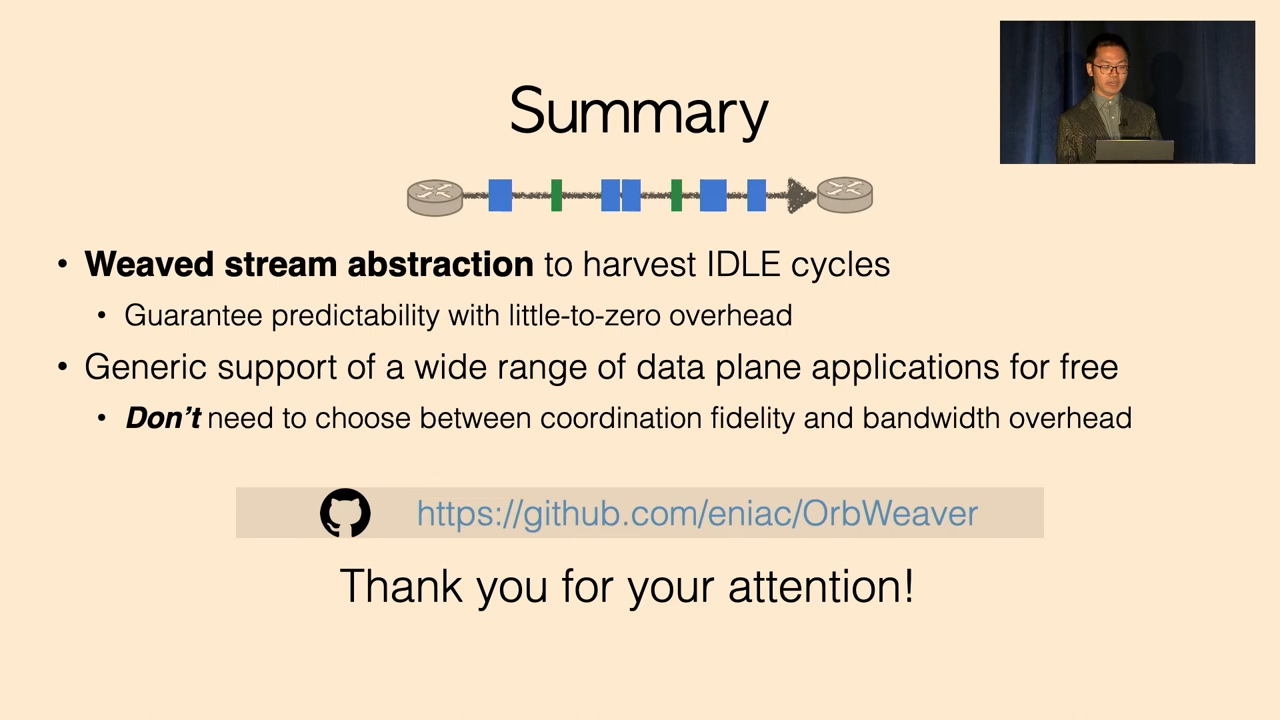 Summary
• Weaved stream abstraction to harvest IDLE cycles
• Guarantee predictability with little-to-zero overhead
• Generic support of a wide range of data plane applications for free
• Don't need to choose between coordination fidelity and bandwidth overhead
https://github.com/eniac/OrbWeaver
Thank you for your attention!